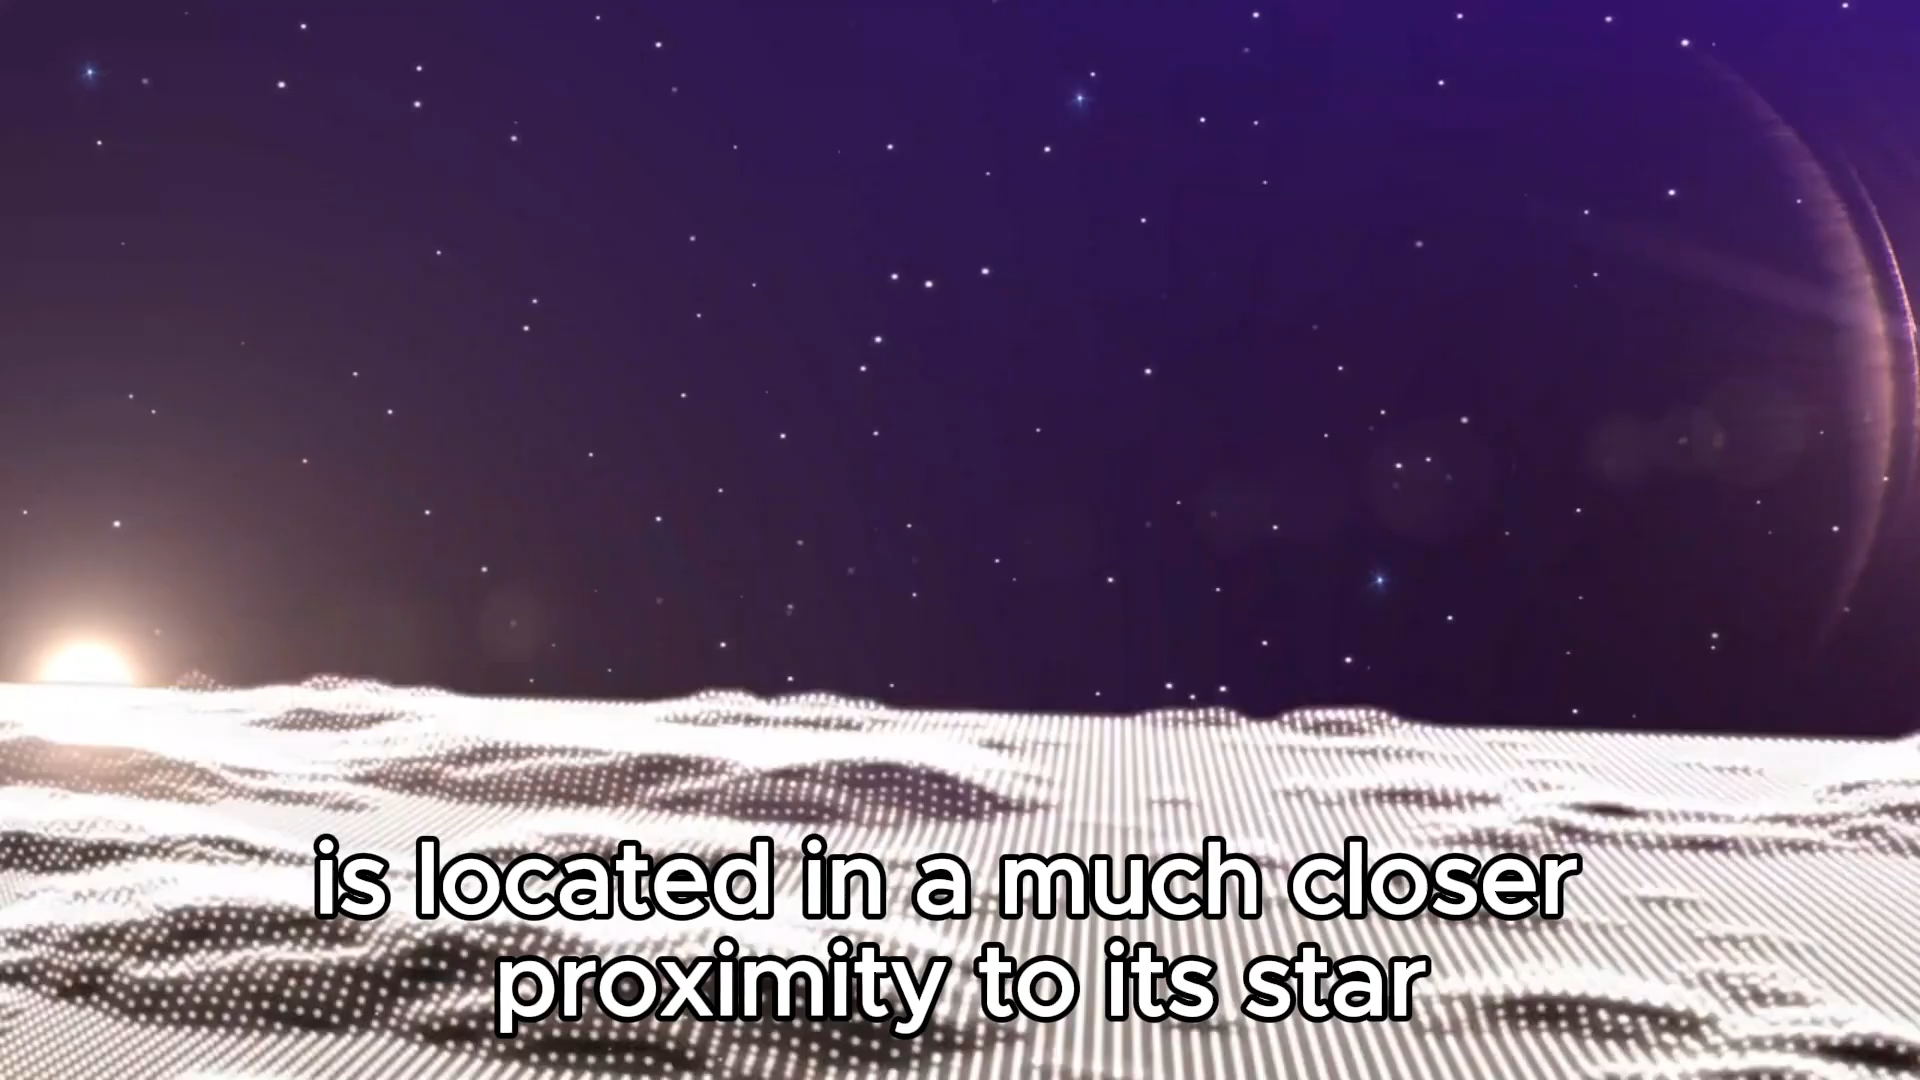 is located in a much closer
proximity to its star